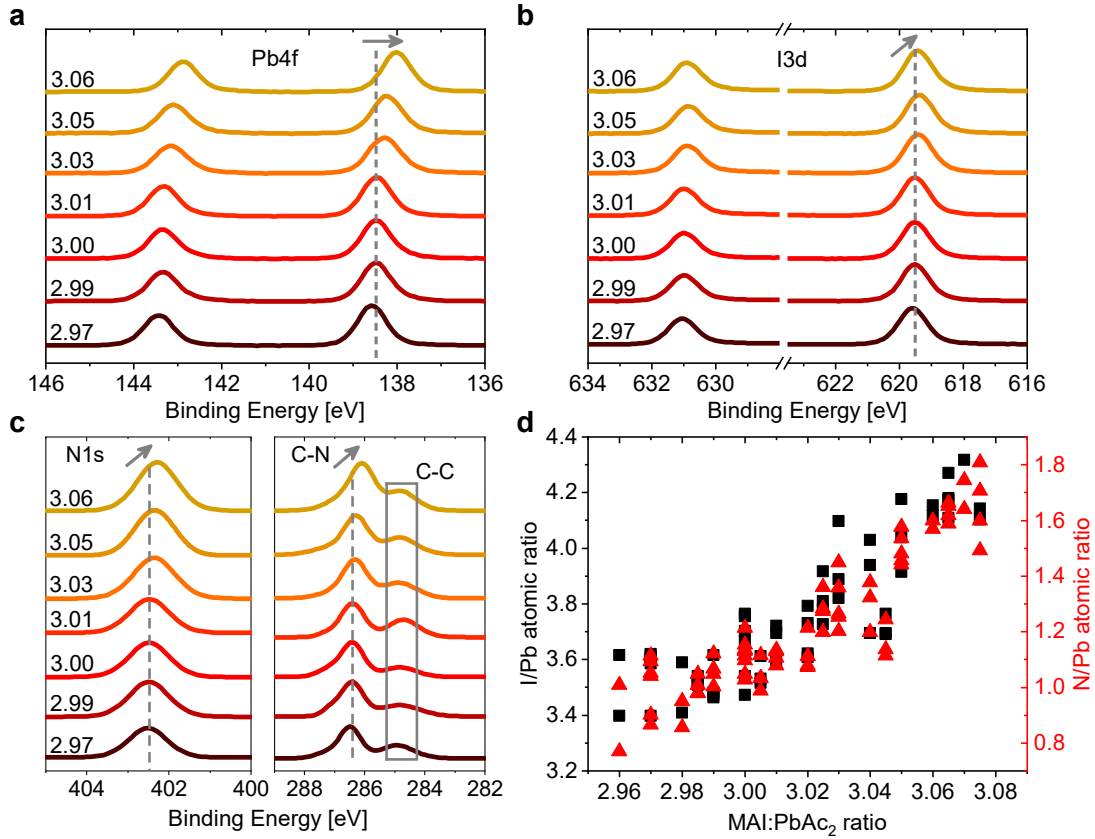 a
Pb4f
3.06
3.05
3.03
3.01
3.00
2.99
2.97
146 144 142 140 138 136
Binding Energy [eV]
b
I3d
3.06
3.05
3.03
3.01
3.00
2.99
2.97
634 632 630 622 620 618 616
Binding Energy [eV]
c
N1s
C-N
C-C
3.06
3.05
3.03
3.01
3.00
2.99
2.97
404 402 400 288 286 284 282
Binding Energy [eV]
d
I/Pb atomic ratio
4.4
4.2
4.0
3.8
3.6
3.4
3.2
N/Pb atomic ratio
1.8
1.6
1.4
1.2
1.0
0.8
2.96 2.98 3.00 3.02 3.04 3.06 3.08
MAI:PbAc₂ ratio